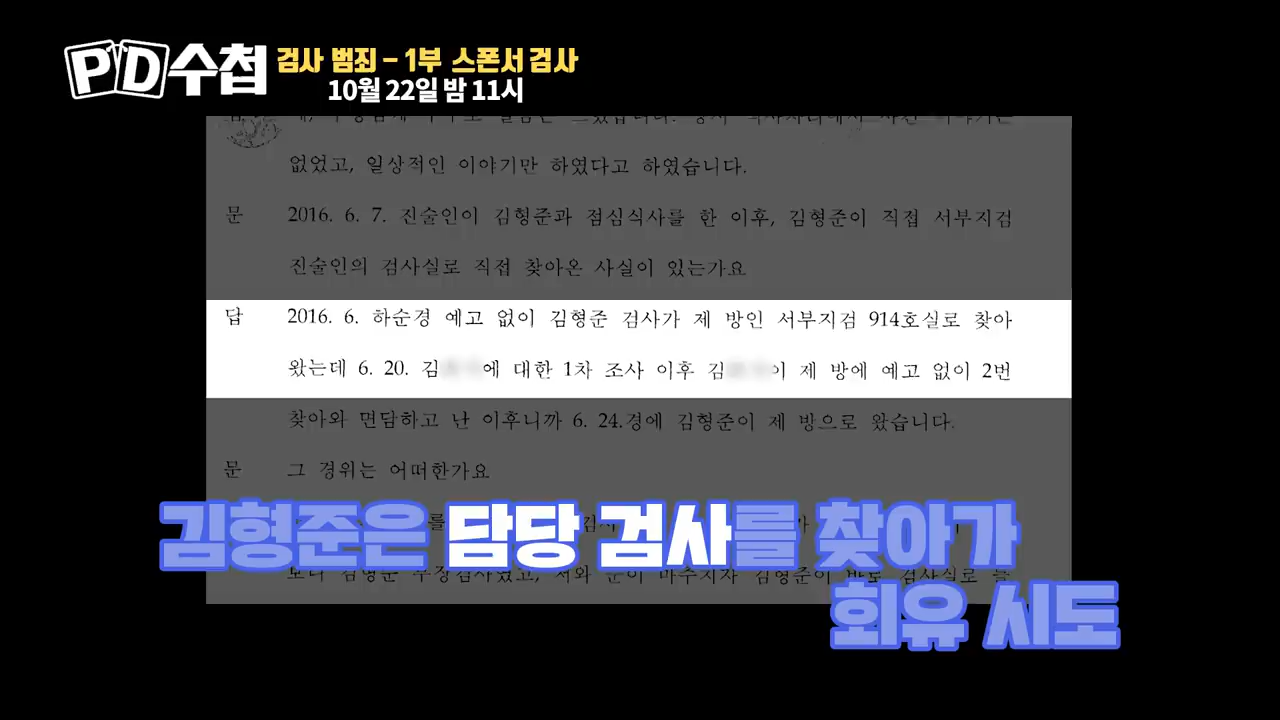 PD수첩 검사 범죄 - 1부 스폰서 검사
10월 22일 밤 11시
없었고, 일상적인 이야기만 하였다고 하였습니다.
문 2016. 6. 7. 진술인이 김형준과 점심식사를 한 이후, 김형준이 직접 서부지검
진술인의 검사실로 직접 찾아온 사실이 있는가요
답 2016. 6. 하순경 예고 없이 김형준 검사가 제 방인 서부지검 914호실로 찾아
왔는데 6. 20. 김 에 대한 1차 조사 이후 김 이 제 방에 예고 없이 2번
찾아와 면담하고 난 이후니까 6. 24.경에 김형준이 제 방으로 왔습니다.
문 그 경위는 어떠한가요
김형준은 담당 검사를 찾아가
회유 시도